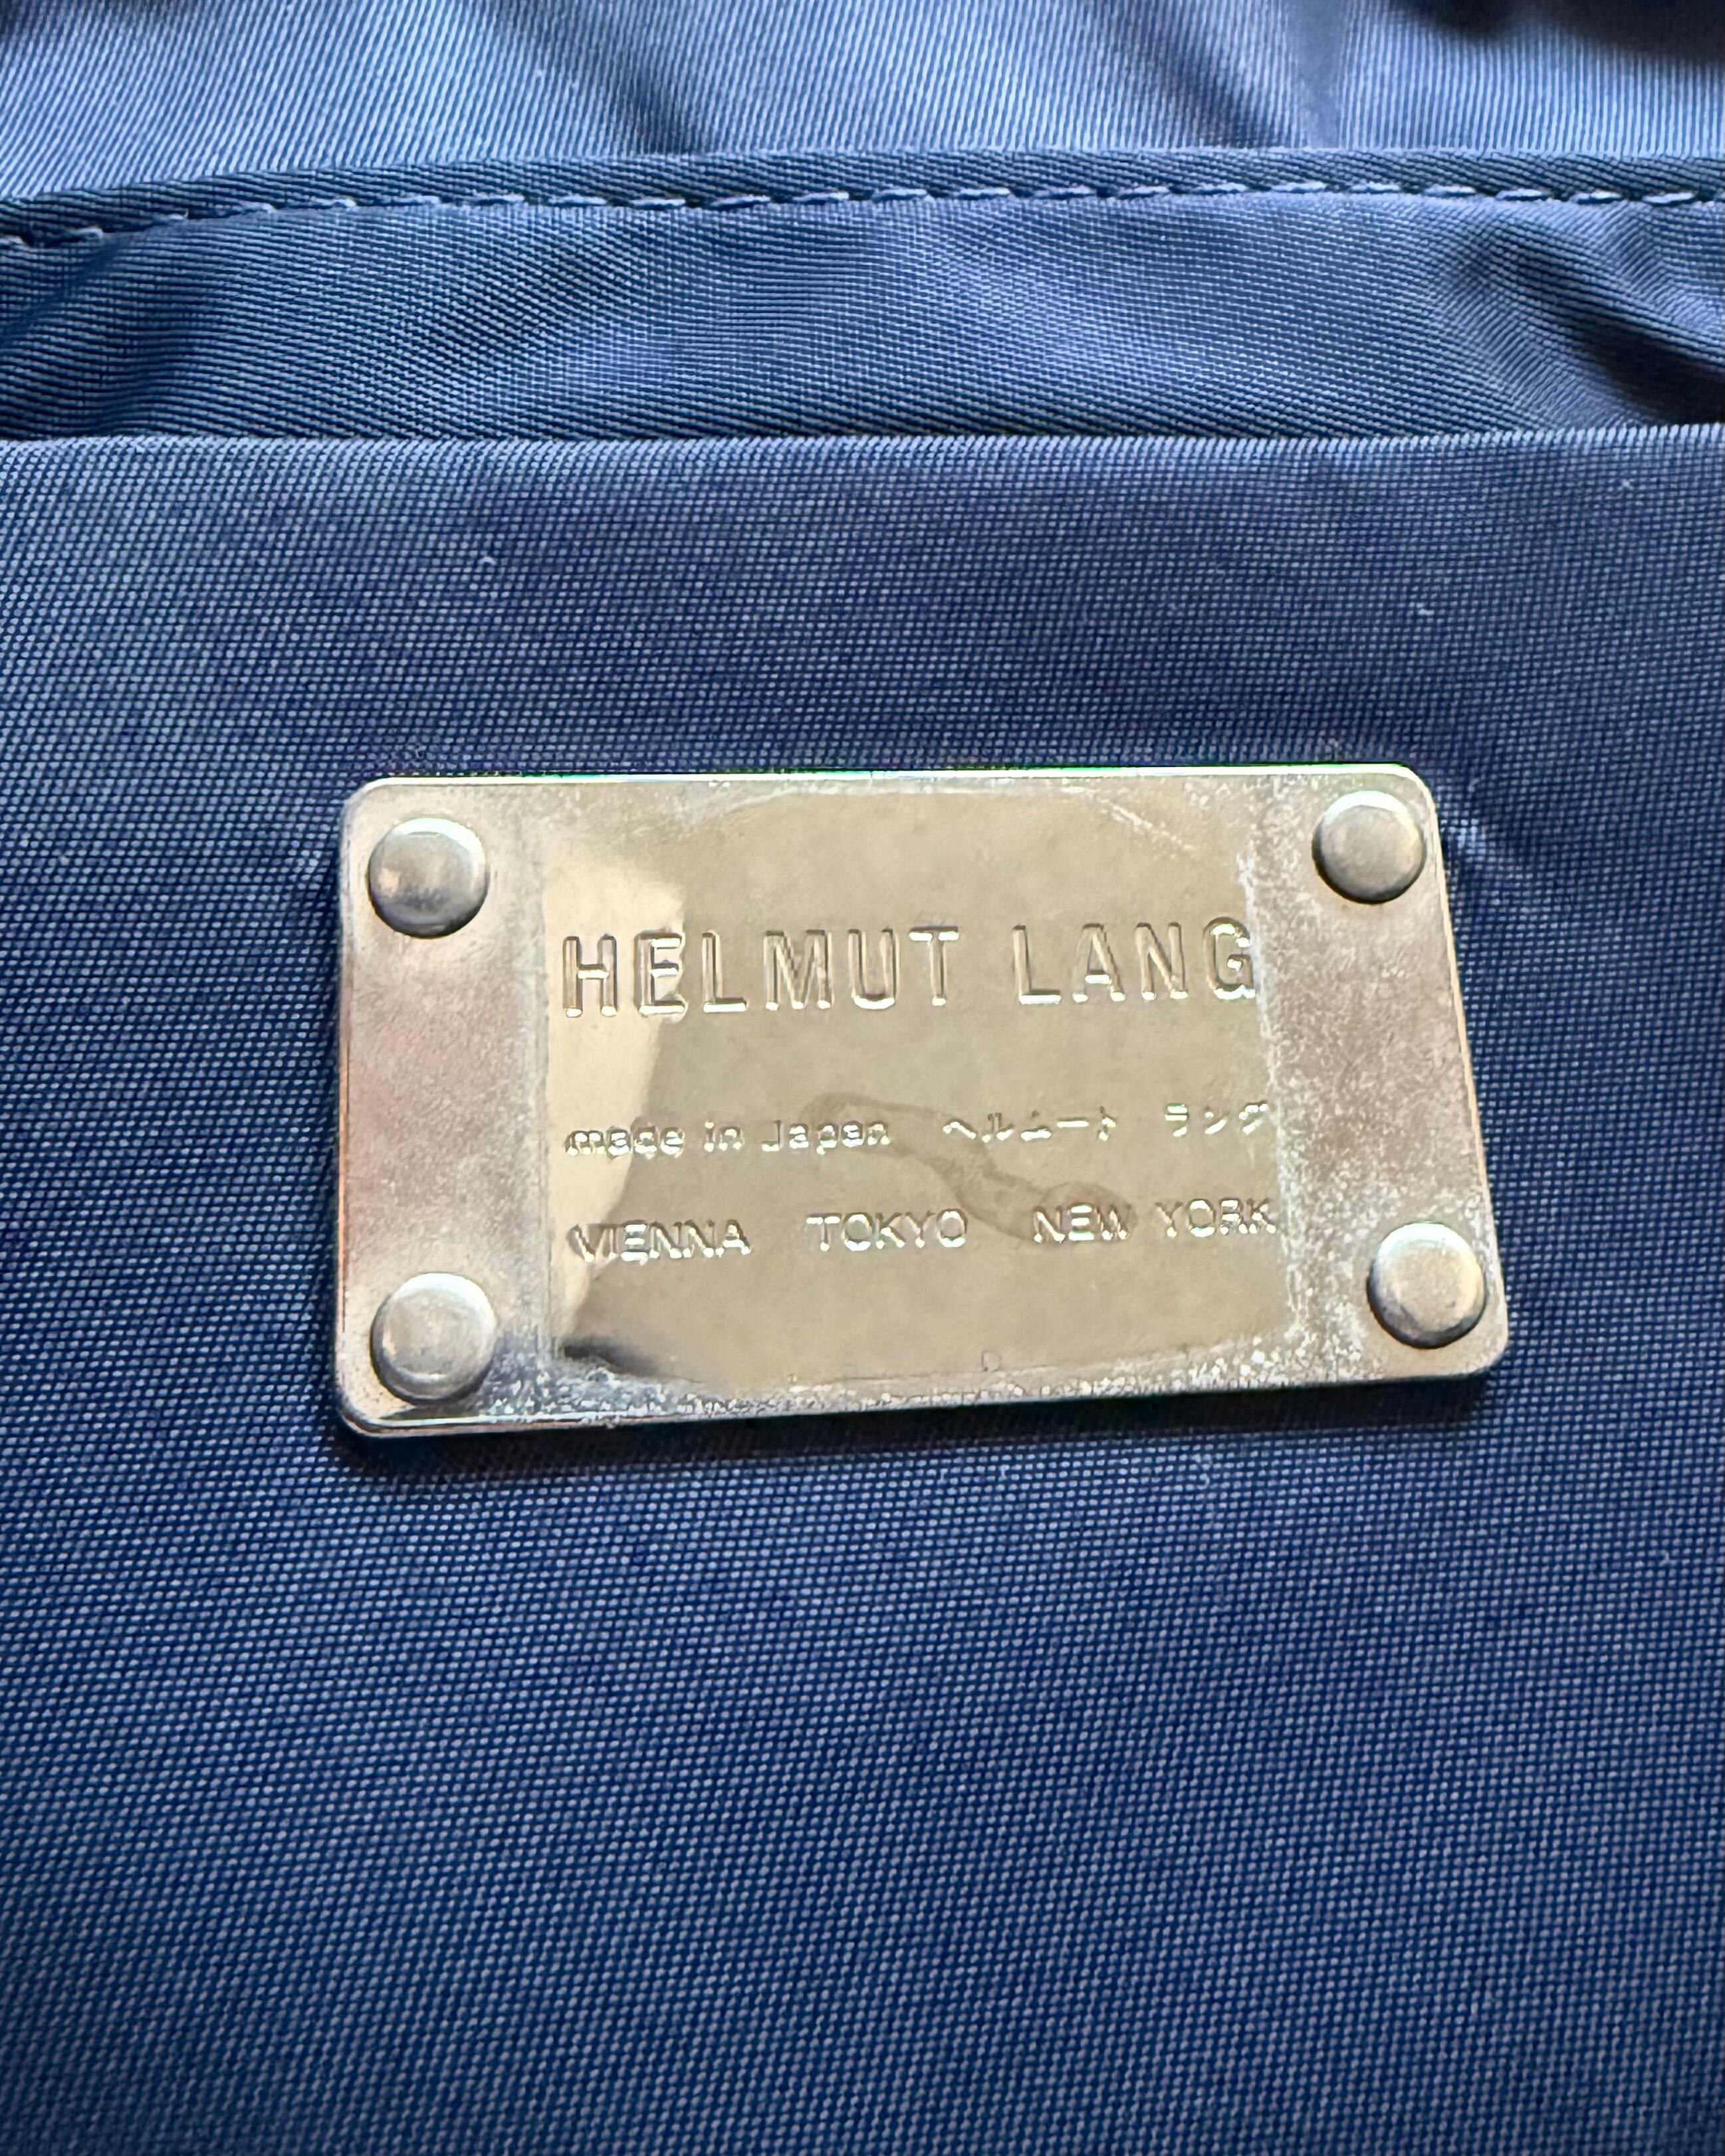 HELMUT LANG
made in Japan ヘルムート ラング
VIENNA TOKYO NEW YORK